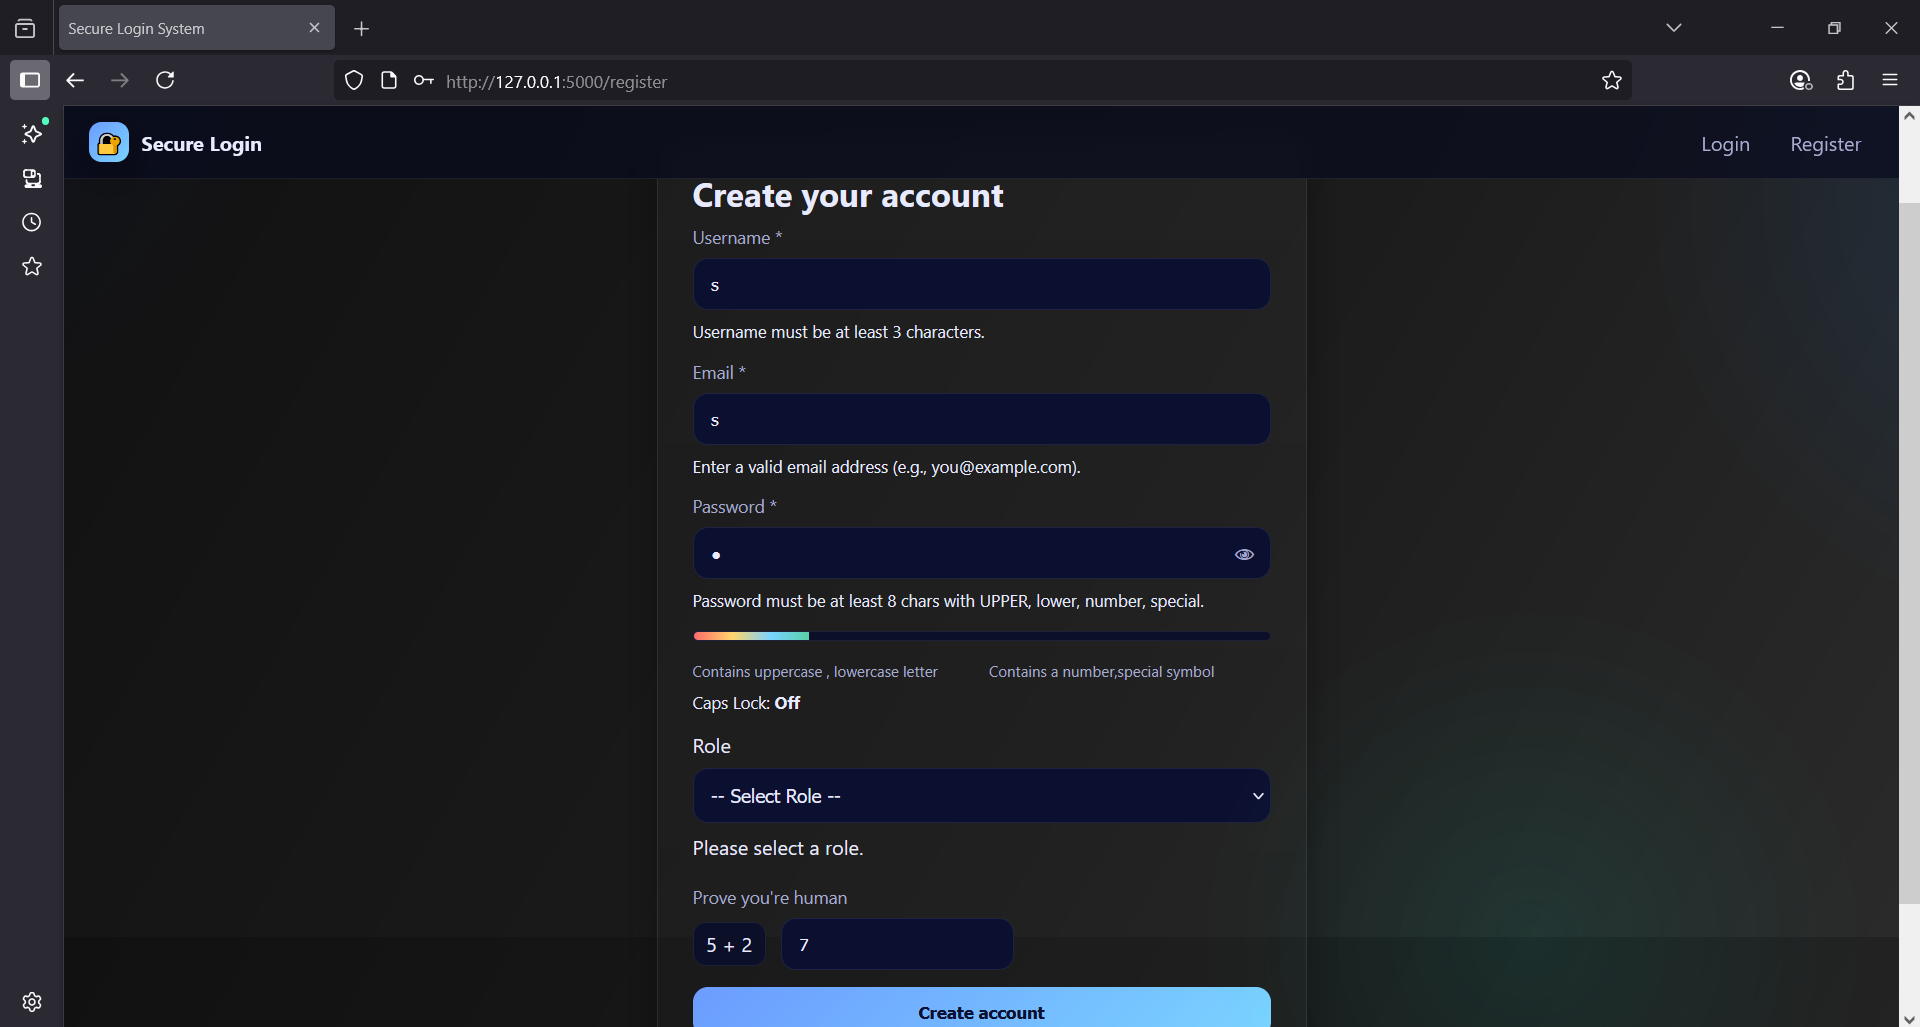 Secure Login System
http://127.0.0.1:5000/register
Secure Login
Login
Register
Create your account
Username *
s
Username must be at least 3 characters.
Email *
s
Enter a valid email address (e.g., you@example.com).
Password *
Password must be at least 8 chars with UPPER, lower, number, special.
Contains uppercase , lowercase letter
Contains a number,special symbol
Caps Lock: Off
Role
-- Select Role --
Please select a role.
Prove you're human
5 + 2
7
Create account